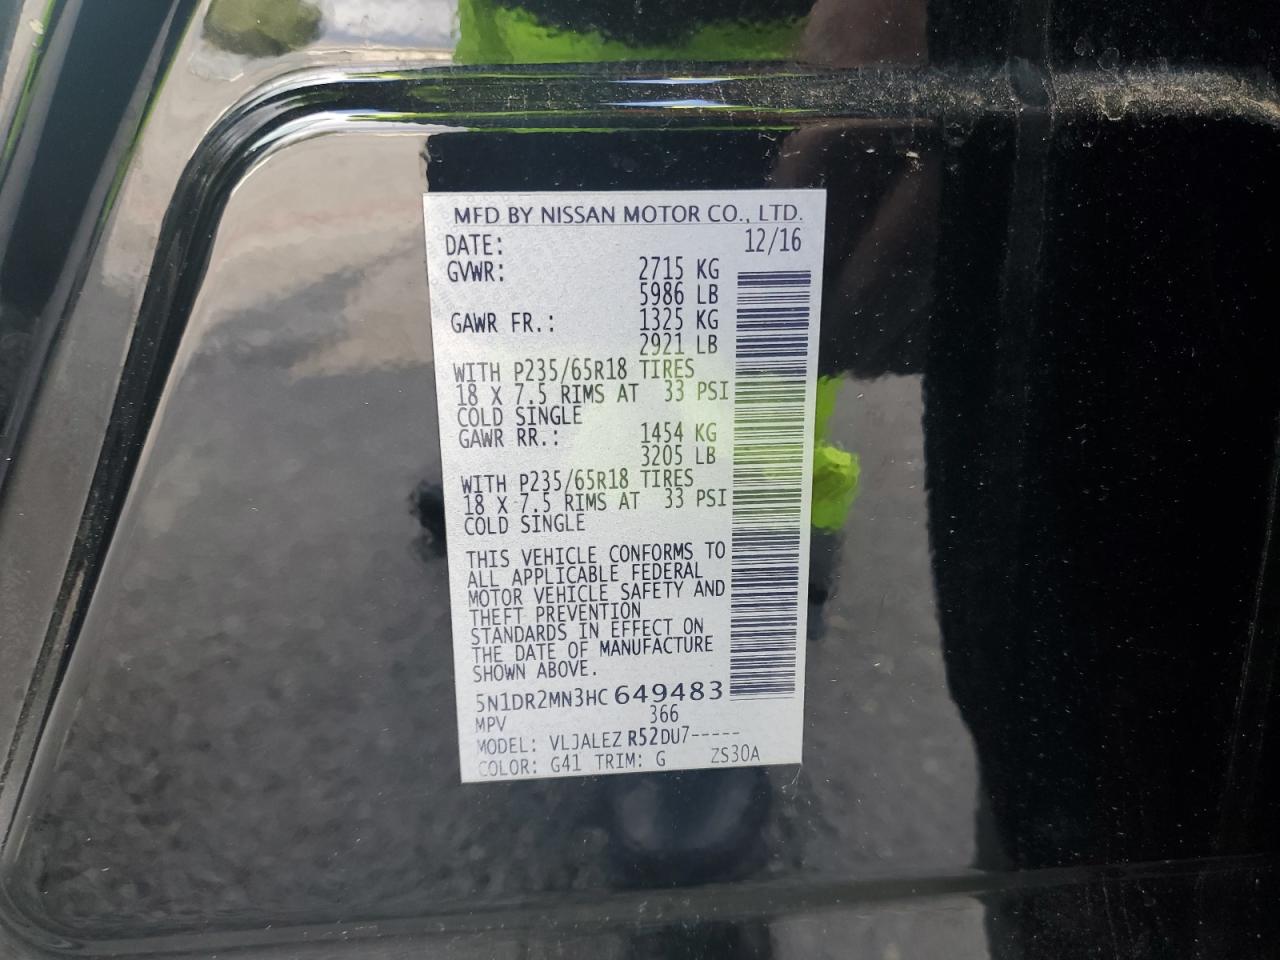 MFD BY NISSAN MOTOR CO., LTD.
DATE: 12/16
GVWR: 2715 KG
5986 LB
GAWR FR.: 1325 KG
2921 LB
WITH P235/65R18 TIRES
18 X 7.5 RIMS AT 33 PSI
COLD SINGLE
GAWR RR.: 1454 KG
3205 LB
WITH P235/65R18 TIRES
18 X 7.5 RIMS AT 33 PSI
COLD SINGLE
THIS VEHICLE CONFORMS TO
ALL APPLICABLE FEDERAL
MOTOR VEHICLE SAFETY AND
THEFT PREVENTION
STANDARDS IN EFFECT ON
THE DATE OF MANUFACTURE
SHOWN ABOVE.
5N1DR2MN3HC649483
MPV 366
MODEL: VLJALEZ R52DU7-----
COLOR: G41 TRIM: G ZS30A